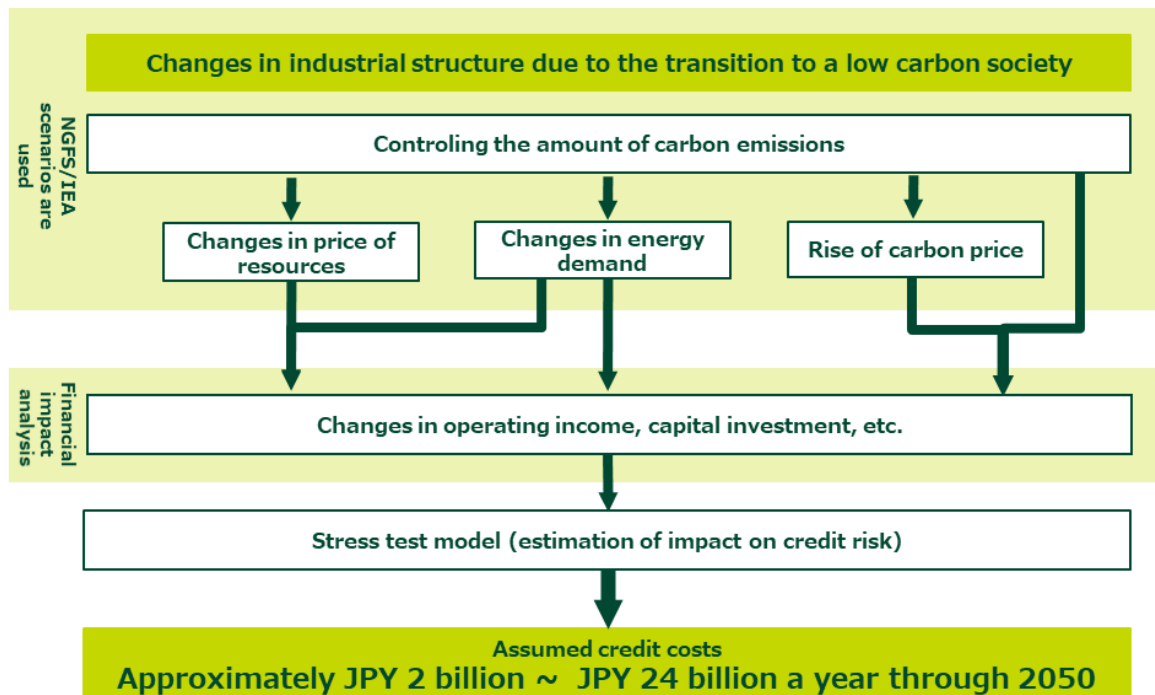 Changes in industrial structure due to the transition to a low carbon society
NGFS/IEA
scenarios are
used
Controling the amount of carbon emissions
Changes in price of
resources
Changes in energy
demand
Rise of carbon price
Financial
impact
analysis
Changes in operating income, capital investment, etc.
Stress test model (estimation of impact on credit risk)
Assumed credit costs
Approximately JPY 2 billion ~ JPY 24 billion a year through 2050